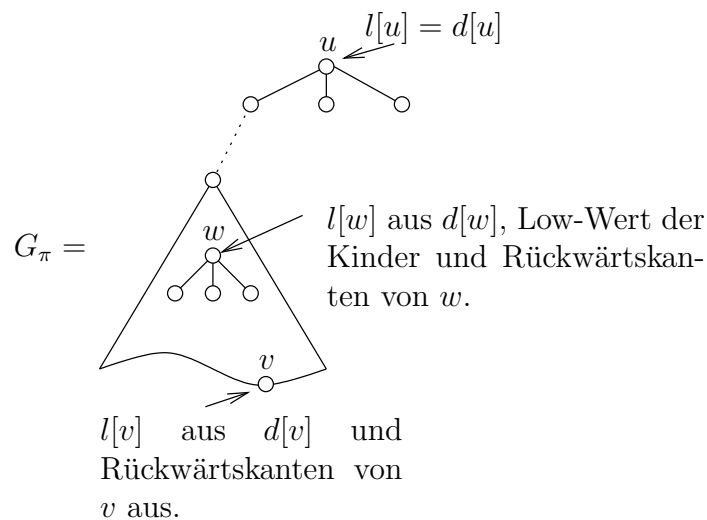 l[u] = d[u]
u
w
l[w] aus d[w], Low-Wert der
Kinder und Rückwärtskan-
ten von w.
G_π =
v
l[v] aus d[v] und
Rückwärtskanten von
v aus.